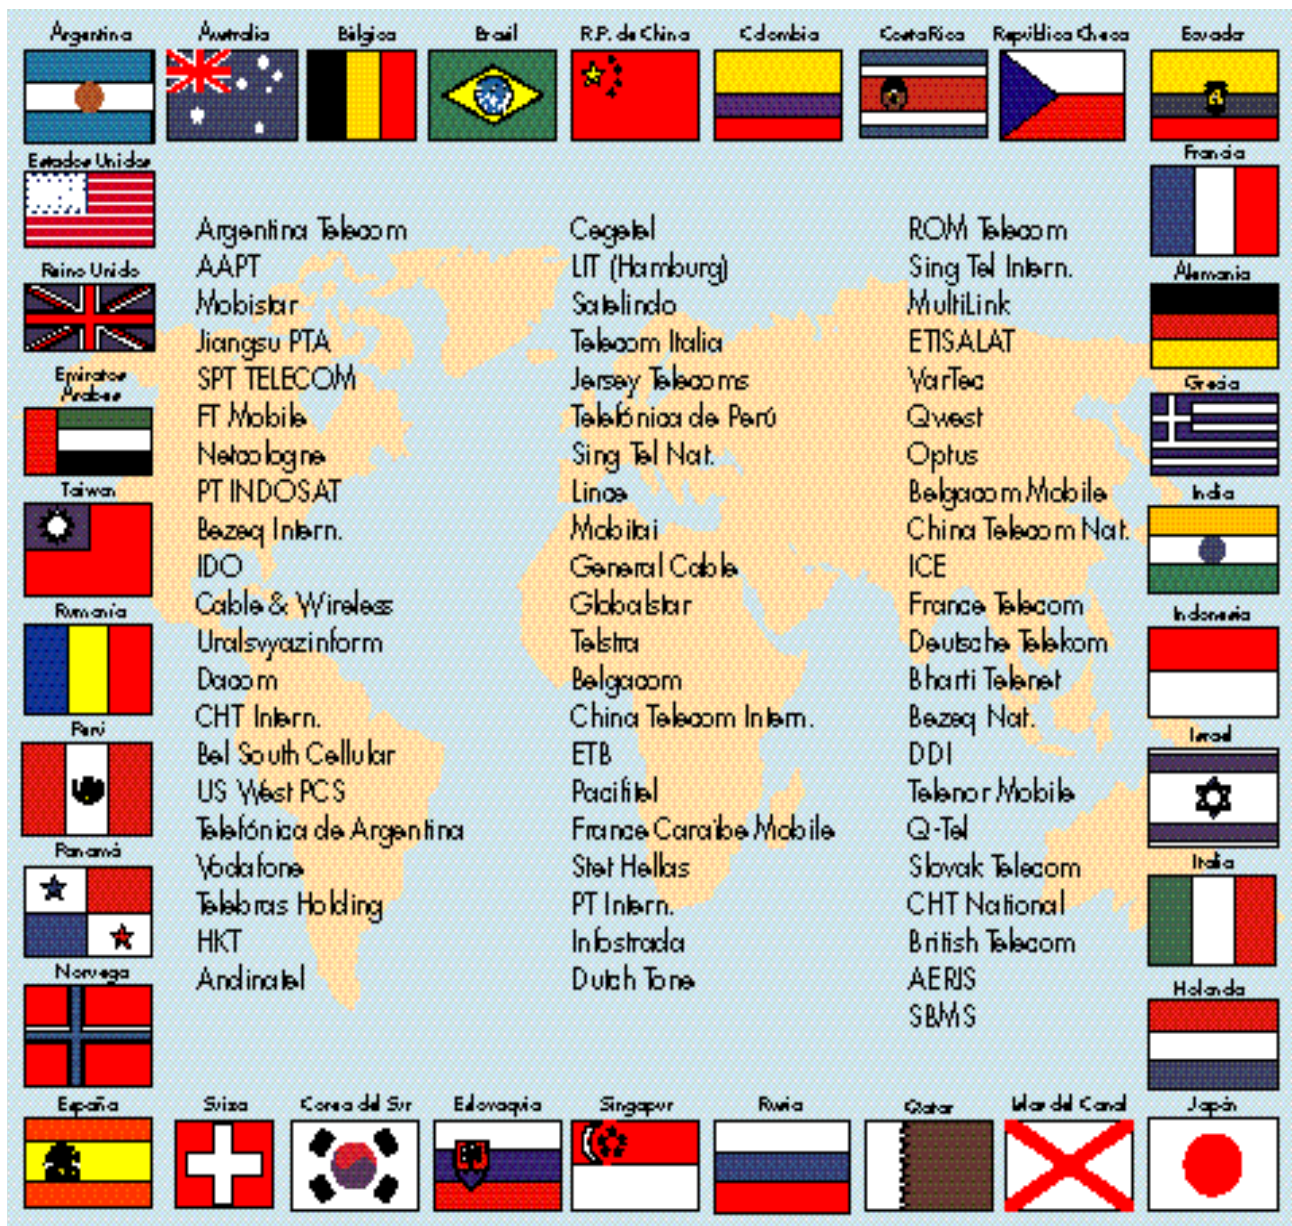 Argentina
Australia
Bélgica
Brasil
R.P. de China
Colombia
Costa Rica
República Checa
Ecuador
Estados Unidos
Francia
Reino Unido
Alemania
Emiratos
Arabes
Grecia
Taiwan
India
Rumanía
Indonesia
Perú
Israel
Panamá
Italia
Noruega
Holanda
Argentina Telecom
AAPT
Mobistar
Jiangsu PTA
SPT TELECOM
FT Mobile
Netcologne
PT INDOSAT
Bezeq Intern.
IDO
Cable & Wireless
Uralsvyazinform
Dacom
CHT Intern.
Bel South Cellular
US West PCS
Telefónica de Argentina
Vodafone
Telebras Holding
HKT
Andinatel
Cegetel
LIT (Hamburg)
Satelindo
Telecom Italia
Jersey Telecoms
Telefónica de Perú
Sing Tel Nat.
Lince
Mobitai
General Cable
Globalstar
Telstra
Belgacom
China Telecom Intern.
ETB
Pacifitel
France Caraïbe Mobile
Stet Hellas
PT Intern.
Infostrada
Dutch Tone
ROM Telecom
Sing Tel Intern.
MultiLink
ETISALAT
VarTec
Qwest
Optus
Belgacom Mobile
China Telecom Nat.
ICE
France Telecom
Deutsche Telekom
Bharti Telenet
Bezeq Nat.
DDI
Telenor Mobile
Q-Tel
Slovak Telecom
CHT National
British Telecom
AERIS
SBMS
España
Suiza
Corea del Sur
Eslovaquia
Singapur
Rusia
Qatar
Islas del Canal
Japón